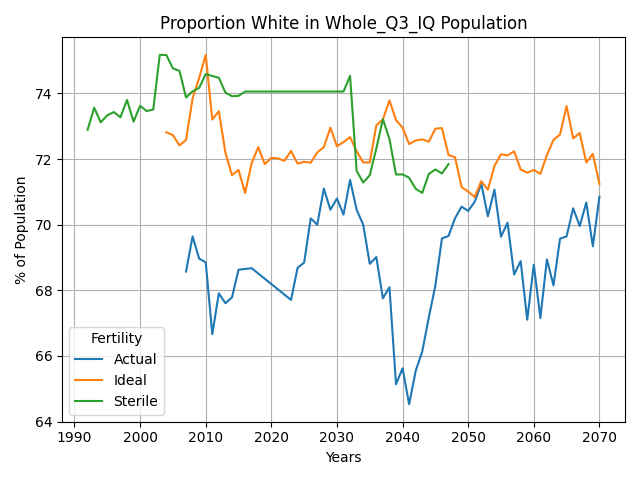 Proportion White in Whole_Q3_IQ Population
% of Population
74
72
70
68
66
64
Fertility
Actual
Ideal
Sterile
1990 2000 2010 2020 2030 2040 2050 2060 2070
Years